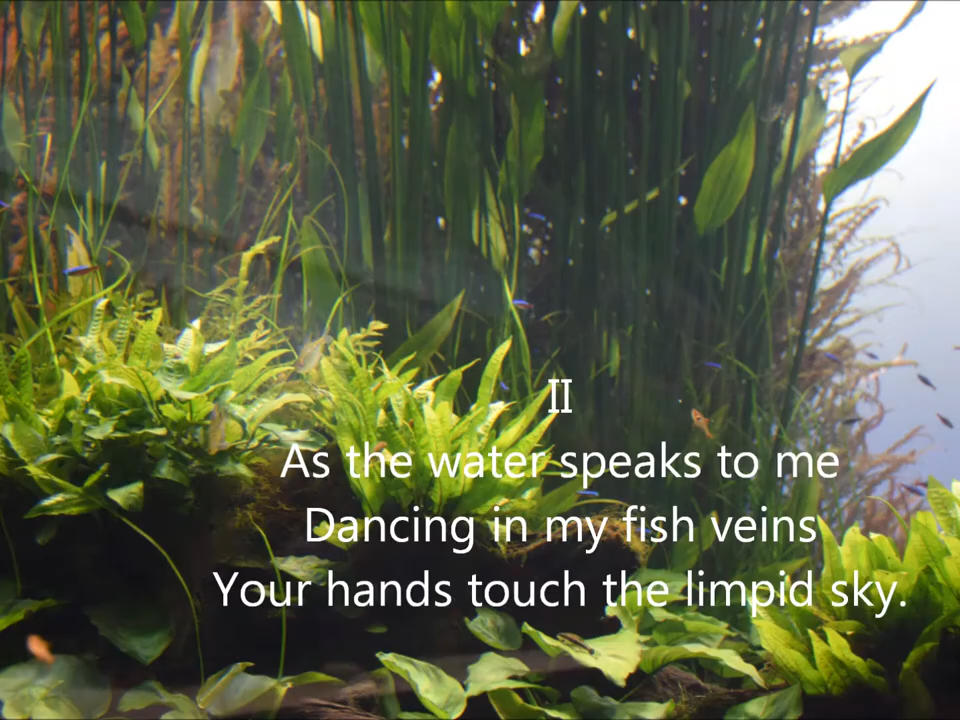 II
As the water speaks to me
Dancing in my fish veins
Your hands touch the limpid sky.